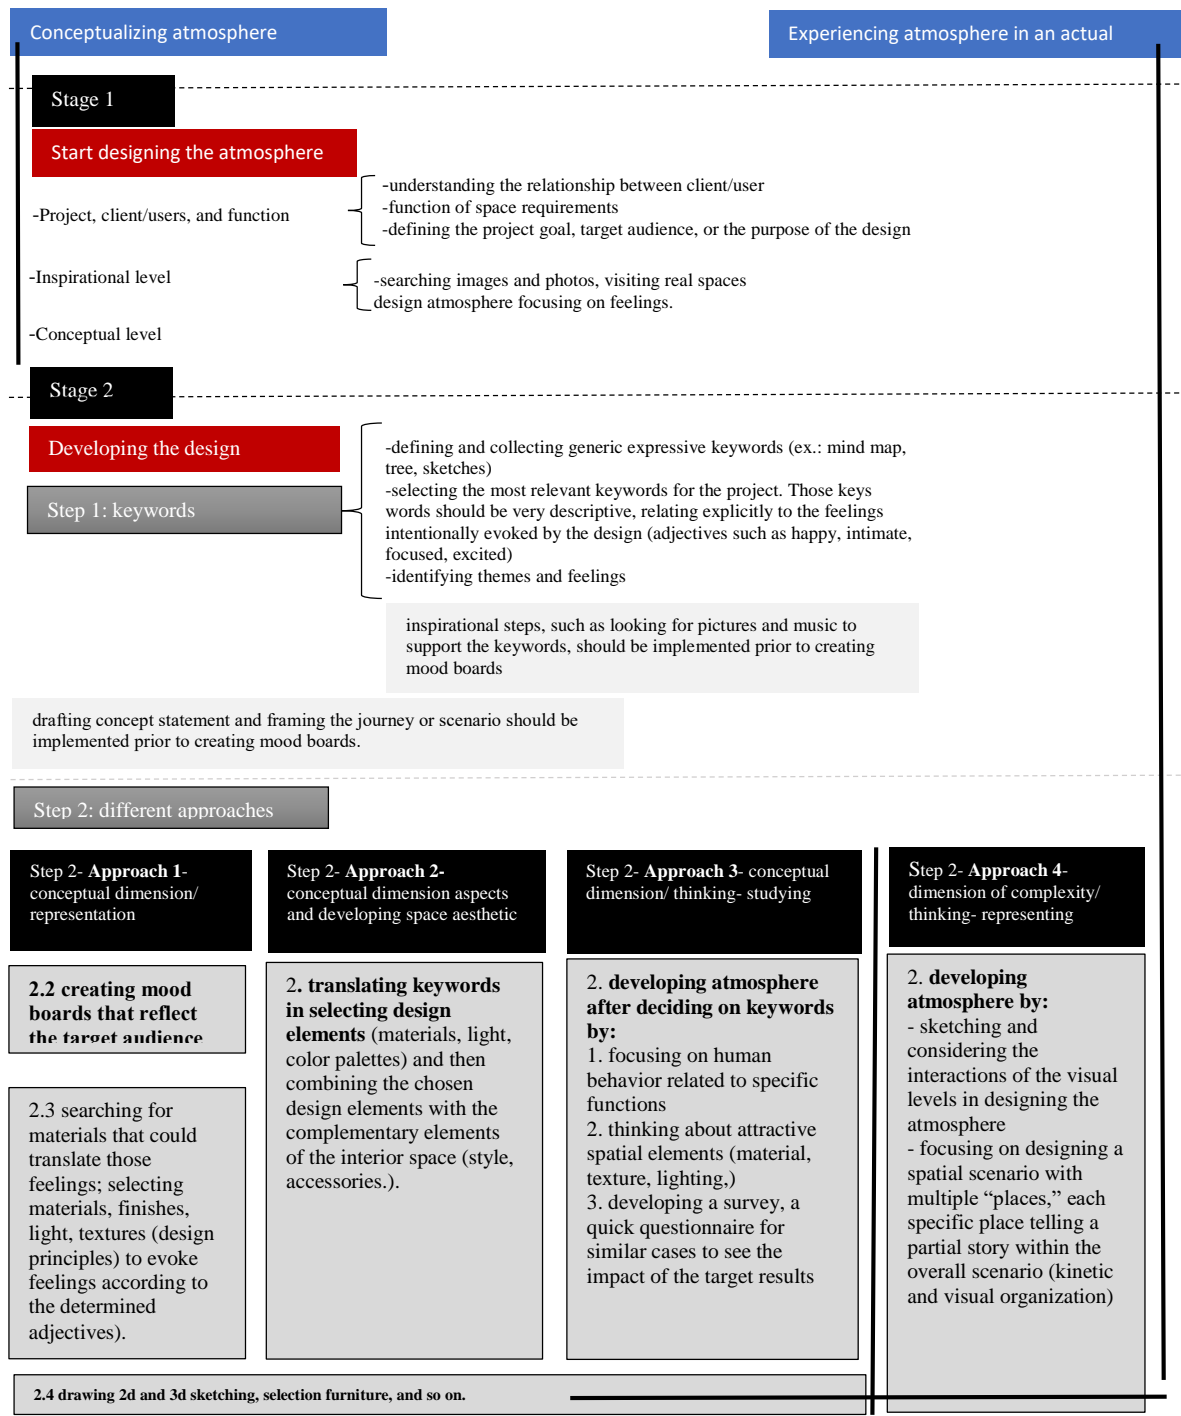 Conceptualizing atmosphere
Experiencing atmosphere in an actual
Stage 1
Start designing the atmosphere
-Project, client/users, and function
-understanding the relationship between client/user
-function of space requirements
-defining the project goal, target audience, or the purpose of the design
-Inspirational level
-searching images and photos, visiting real spaces
design atmosphere focusing on feelings.
-Conceptual level
Stage 2
Developing the design
Step 1: keywords
-defining and collecting generic expressive keywords (ex.: mind map,
tree, sketches)
-selecting the most relevant keywords for the project. Those keys
words should be very descriptive, relating explicitly to the feelings
intentionally evoked by the design (adjectives such as happy, intimate,
focused, excited)
-identifying themes and feelings
inspirational steps, such as looking for pictures and music to
support the keywords, should be implemented prior to creating
mood boards
drafting concept statement and framing the journey or scenario should be
implemented prior to creating mood boards.
Step 2: different approaches
Step 2- Approach 1-
conceptual dimension/
representation
2.2 creating mood
boards that reflect
the target audience
2.3 searching for
materials that could
translate those
feelings; selecting
materials, finishes,
light, textures (design
principles) to evoke
feelings according to
the determined
adjectives).
Step 2- Approach 2-
conceptual dimension aspects
and developing space aesthetic
2. translating keywords
in selecting design
elements (materials, light,
color palettes) and then
combining the chosen
design elements with the
complementary elements
of the interior space (style,
accessories.).
Step 2- Approach 3- conceptual
dimension/ thinking- studying
2. developing atmosphere
after deciding on keywords
by:
1. focusing on human
behavior related to specific
functions
2. thinking about attractive
spatial elements (material,
texture, lighting,)
3. developing a survey, a
quick questionnaire for
similar cases to see the
impact of the target results
Step 2- Approach 4-
dimension of complexity/
thinking- representing
2. developing
atmosphere by:
- sketching and
considering the
interactions of the visual
levels in designing the
atmosphere
- focusing on designing a
spatial scenario with
multiple “places,” each
specific place telling a
partial story within the
overall scenario (kinetic
and visual organization)
2.4 drawing 2d and 3d sketching, selection furniture, and so on.